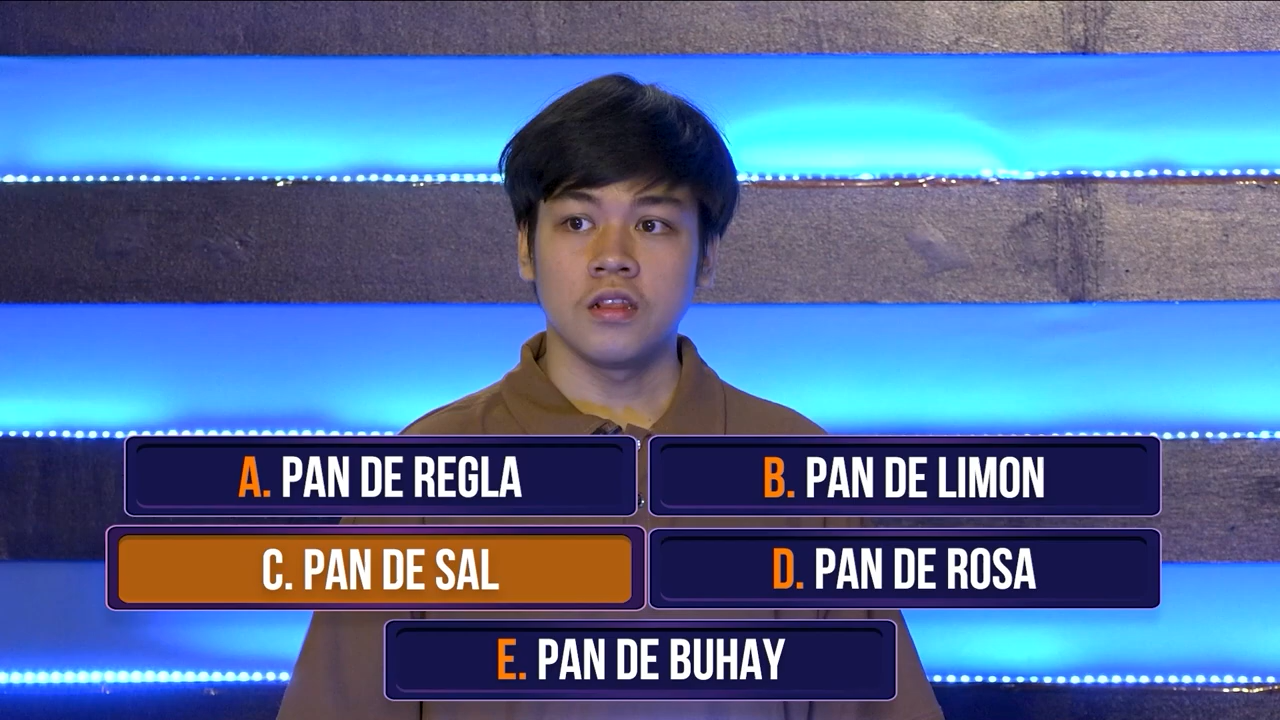 A. PAN DE REGLA
B. PAN DE LIMON
C. PAN DE SAL
D. PAN DE ROSA
E. PAN DE BUHAY